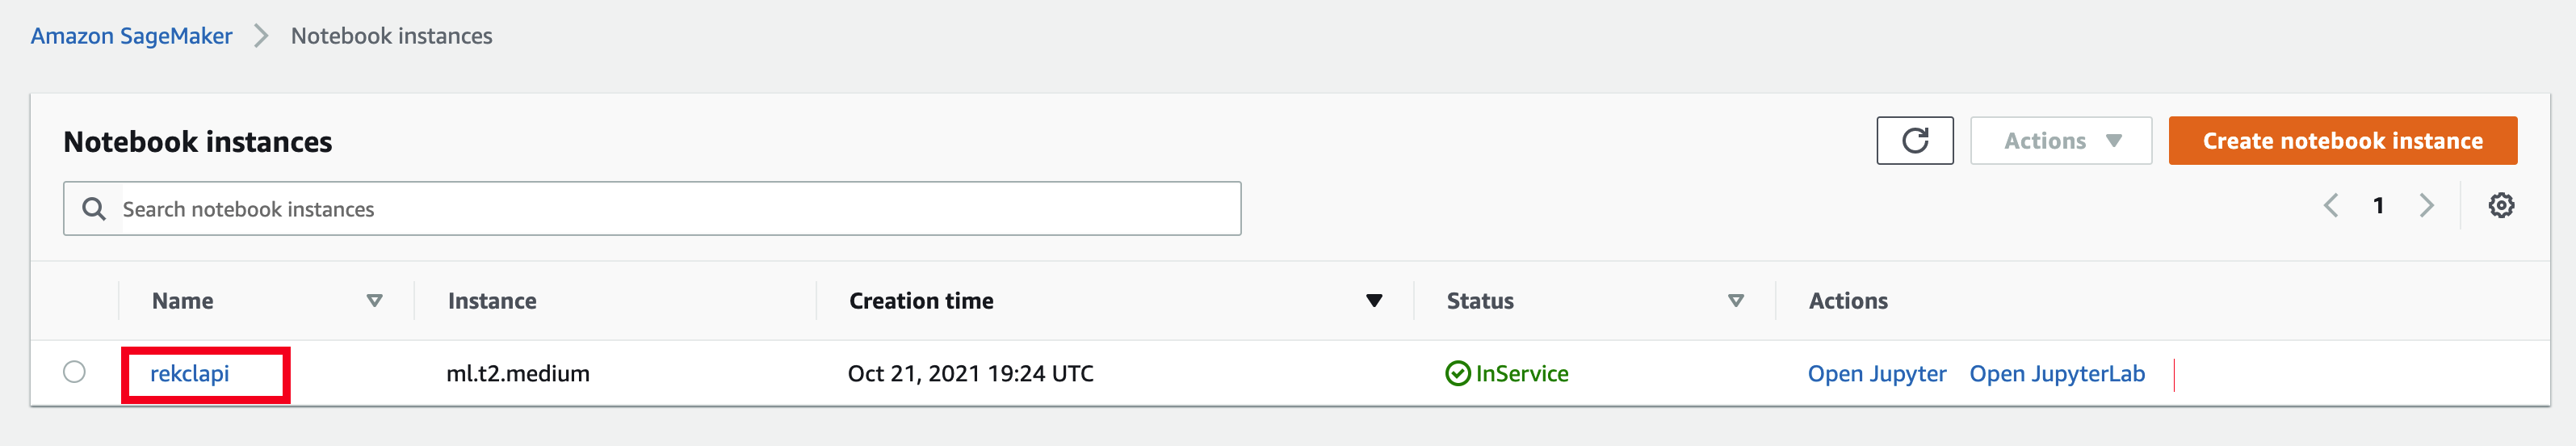 Amazon SageMaker Notebook instances
Notebook instances
Actions
Create notebook instance
Search notebook instances
1
Name Instance Creation time Status Actions
rekclapi ml.t2.medium Oct 21, 2021 19:24 UTC InService Open Jupyter Open JupyterLab